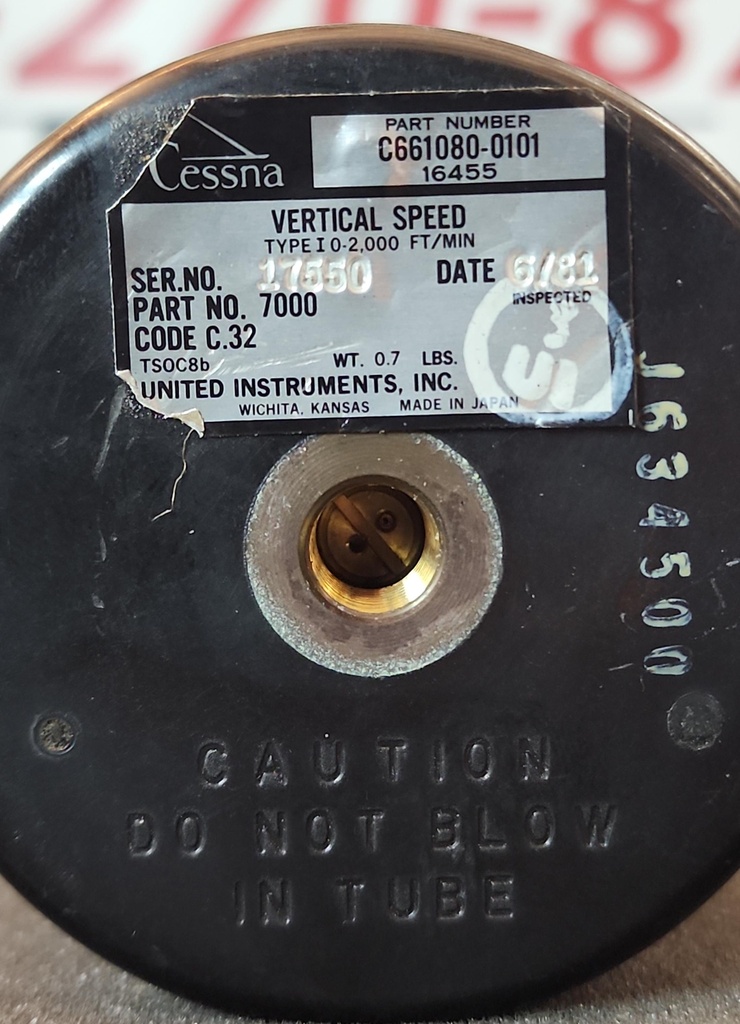 Cessna
PART NUMBER
C661080-0101
16455
VERTICAL SPEED
TYPE I 0-2,000 FT/MIN
SER.NO. 17550 DATE 6/81
INSPECTED
PART NO. 7000
CODE C.32
TSOC8b WT. 0.7 LBS.
UNITED INSTRUMENTS, INC.
WICHITA, KANSAS MADE IN JAPAN
J634500
CAUTION
DO NOT BLOW
IN TUBE